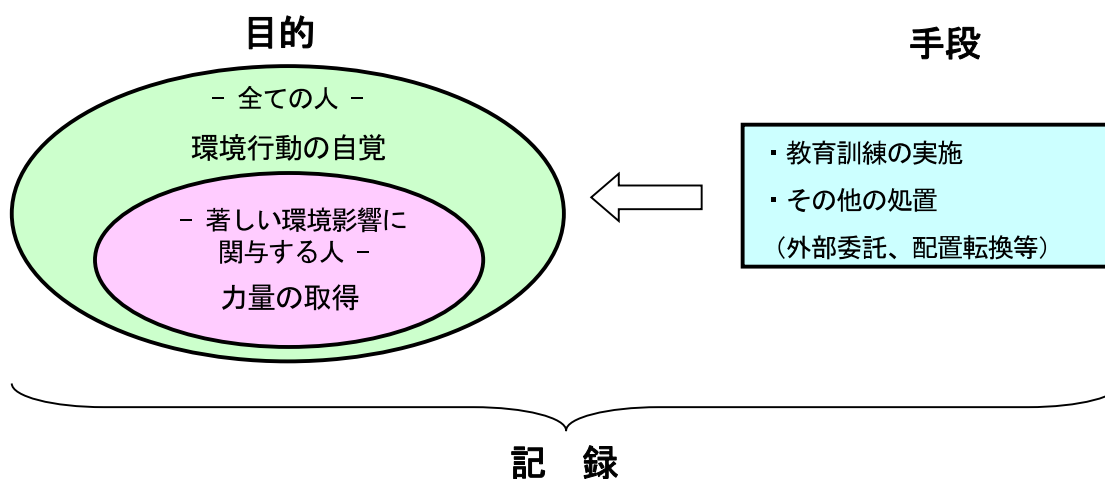 目的
手段
− 全ての人 −
環境行動の自覚
− 著しい環境影響に
関与する人 −
力量の取得
・教育訓練の実施
・その他の処置
（外部委託、配置転換等）
記　録